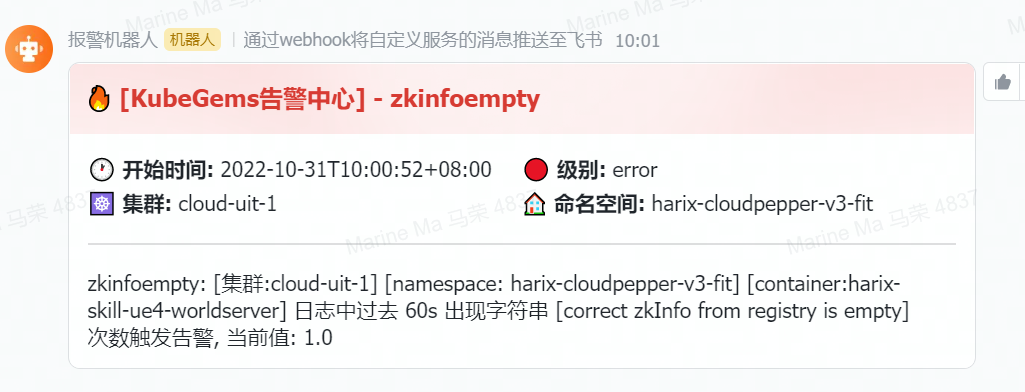 报警机器人 机器人 | 通过webhook将自定义服务的消息推送至飞书 10:01
[KubeGems告警中心] - zkinfoempty
开始时间: 2022-10-31T10:00:52+08:00 级别: error
集群: cloud-uit-1 命名空间: harix-cloudpepper-v3-fit
zkinfoempty: [集群:cloud-uit-1] [namespace: harix-cloudpepper-v3-fit] [container:harix-
skill-ue4-worldserver] 日志中过去 60s 出现字符串 [correct zkInfo from registry is empty]
次数触发告警, 当前值: 1.0
Marine Ma 马荣 4837
Marine Ma 马荣 4837